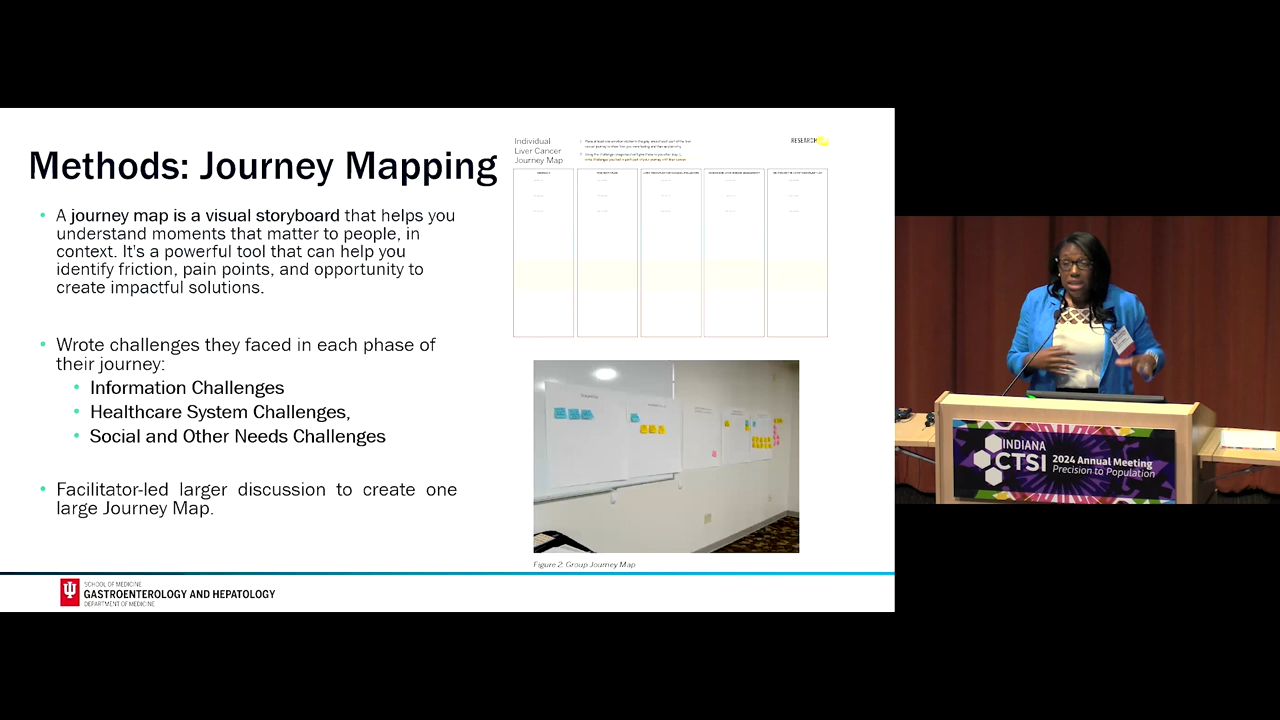 Methods: Journey Mapping
• A journey map is a visual storyboard that helps you
understand moments that matter to people, in
context. It's a powerful tool that can help you
identify friction, pain points, and opportunity to
create impactful solutions.
• Wrote challenges they faced in each phase of
their journey:
• Information Challenges
• Healthcare System Challenges,
• Social and Other Needs Challenges
• Facilitator-led larger discussion to create one
large Journey Map.
Individual
Liver Cancer
Journey Map
RESEARCH
Figure 2: Group Journey Map
SCHOOL OF MEDICINE
GASTROENTEROLOGY AND HEPATOLOGY
DEPARTMENT OF MEDICINE
INDIANA
CTSI
2024 Annual Meeting
Precision to Population